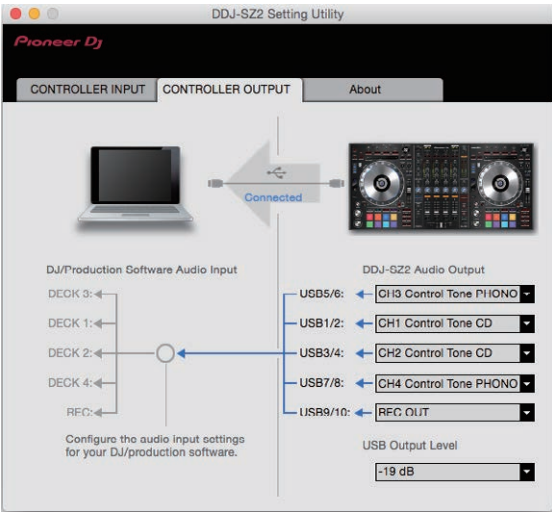 DDJ-SZ2 Setting Utility
Pioneer Dj
CONTROLLER INPUT
CONTROLLER OUTPUT
About
Connected
DJ/Production Software Audio Input
DDJ-SZ2 Audio Output
DECK 3:
USB5/6:
CH3 Control Tone PHONO
DECK 1:
USB1/2:
CH1 Control Tone CD
DECK 2:
USB3/4:
CH2 Control Tone CD
DECK 4:
USB7/8:
CH4 Control Tone PHONO
REC:
USB9/10:
REC OUT
Configure the audio input settings
for your DJ/production software.
USB Output Level
-19 dB